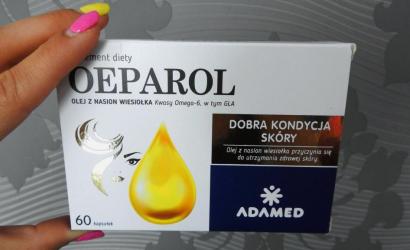 suplement diety
OEPAROL
OLEJ Z NASION WIESIOŁKA Kwasy Omega-6, w tym GLA
DOBRA KONDYCJA
SKÓRY
Olej z nasion wiesiołka przyczynia się
do utrzymania zdrowej skóry.
60 kapsułek
ADAMED